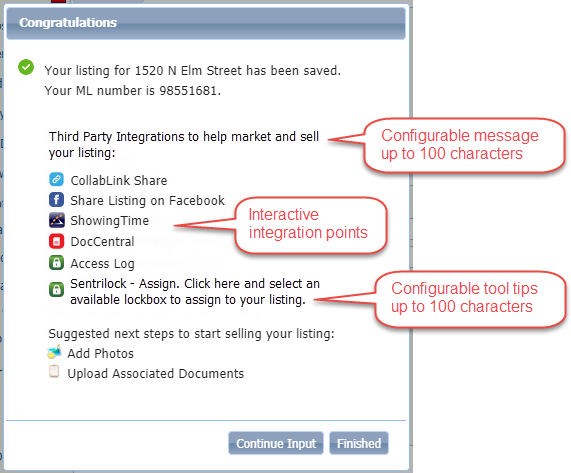 Congratulations
Your listing for 1520 N Elm Street has been saved.
Your ML number is 98551681.
Third Party Integrations to help market and sell
your listing:
Configurable message
up to 100 characters
CollabLink Share
Share Listing on Facebook
ShowingTime
DocCentral
Access Log
Interactive
integration points
Sentrilock - Assign. Click here and select an
available lockbox to assign to your listing.
Configurable tool tips
up to 100 characters
Suggested next steps to start selling your listing:
Add Photos
Upload Associated Documents
Continue Input
Finished